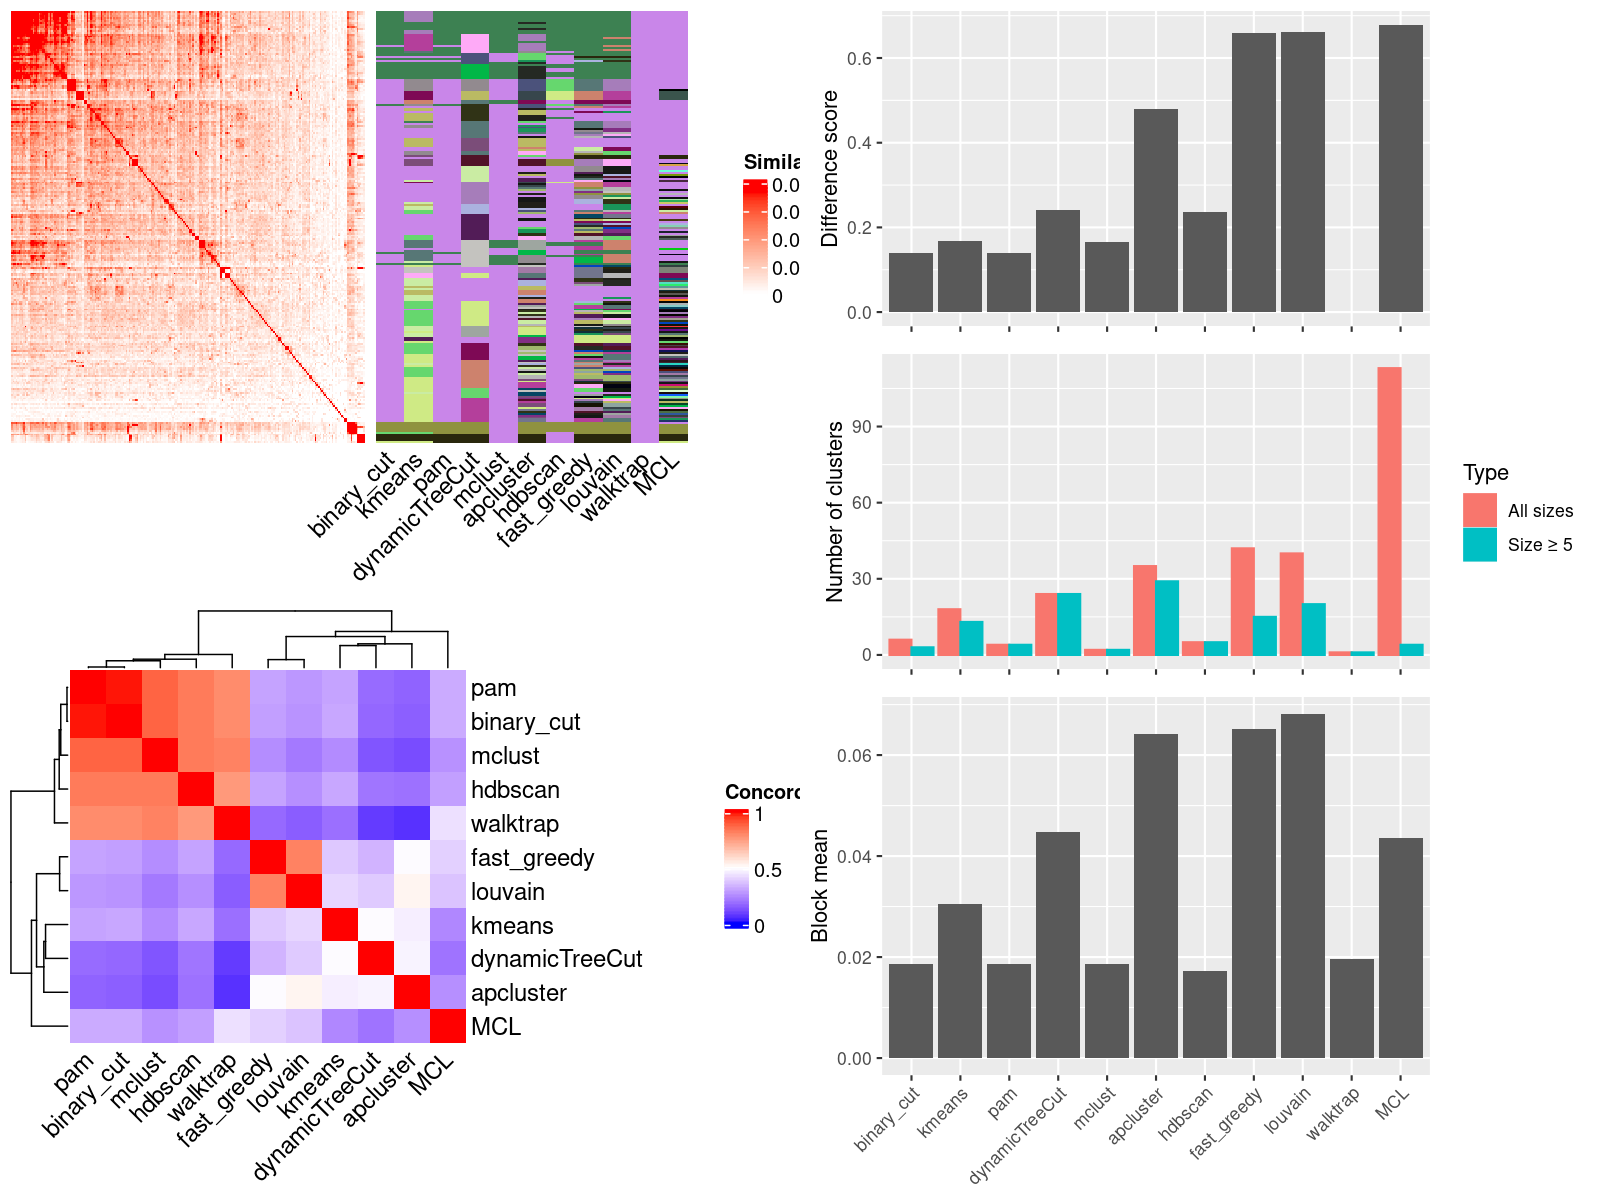 Simila
0.0
0.0
0.0
0.0
0
binary_cut
kmeans
pam
dynamicTreeCut
mclust
apcluster
hdbscan
fast_greedy
louvain
walktrap
MCL
pam
binary_cut
mclust
hdbscan
walktrap
fast_greedy
louvain
kmeans
dynamicTreeCut
apcluster
MCL
pam
binary_cut
mclust
hdbscan
walktrap
fast_greedy
louvain
kmeans
dynamicTreeCut
apcluster
MCL
Concord
1
0.5
0
Difference score
0.6
0.4
0.2
0.0
Number of clusters
90
60
30
0
Type
All sizes
Size ≥ 5
Block mean
0.06
0.04
0.02
0.00
binary_cut
kmeans
pam
dynamicTreeCut
mclust
apcluster
hdbscan
fast_greedy
louvain
walktrap
MCL